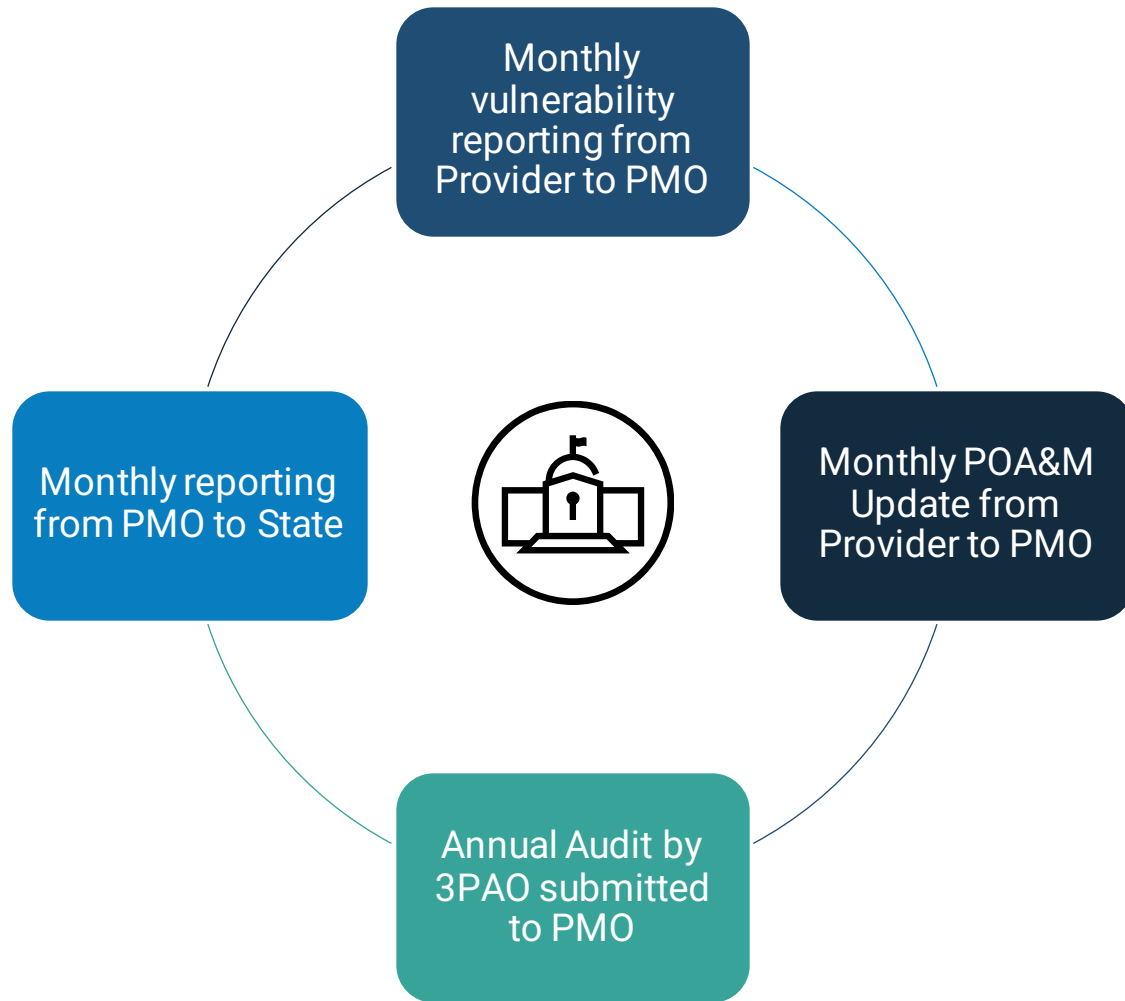 Monthly
vulnerability
reporting from
Provider to PMO
Monthly reporting
from PMO to State
Monthly POA&M
Update from
Provider to PMO
Annual Audit by
3PAO submitted
to PMO